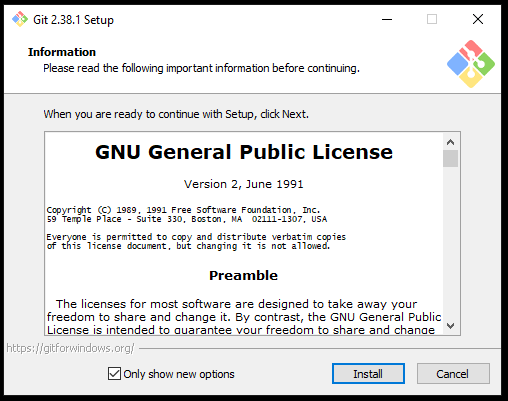 Git 2.38.1 Setup
Information
Please read the following important information before continuing.
When you are ready to continue with Setup, click Next.
GNU General Public License
Version 2, June 1991
Copyright (C) 1989, 1991 Free Software Foundation, Inc.
59 Temple Place - Suite 330, Boston, MA  02111-1307, USA
Everyone is permitted to copy and distribute verbatim copies
of this license document, but changing it is not allowed.
Preamble
The licenses for most software are designed to take away your
freedom to share and change it. By contrast, the GNU General Public
License is intended to guarantee your freedom to share and change
https://gitforwindows.org/
Only show new options
Install
Cancel